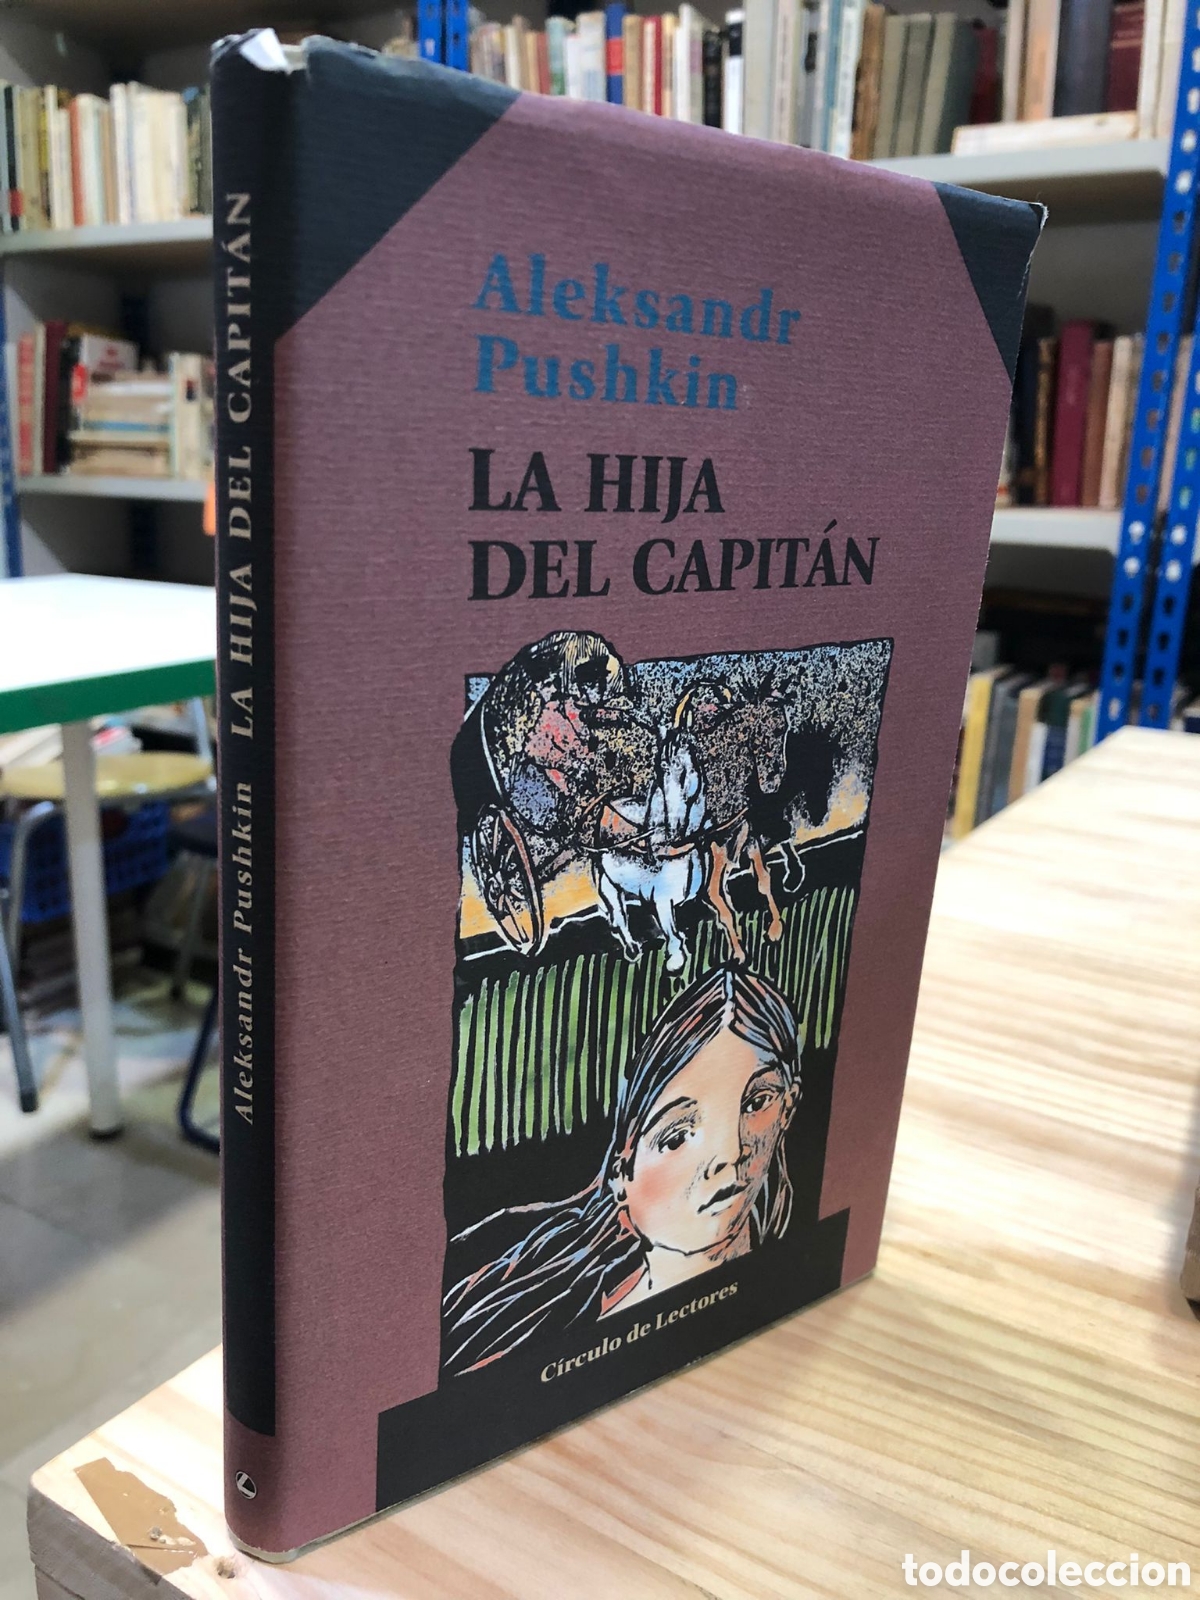 Aleksandr
Pushkin
LA HIJA
DEL CAPITÁN
Círculo de Lectores
Aleksandr Pushkin LA HIJA DEL CAPITÁN
todocoleccion